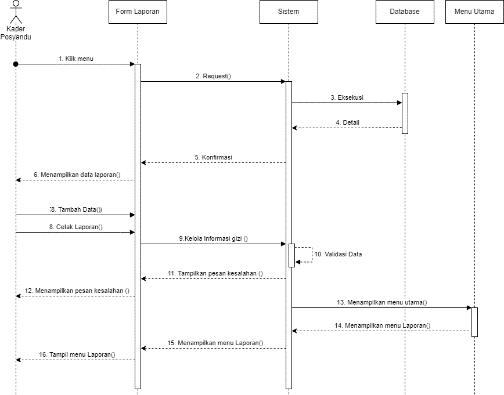 Form Laporan
Sistem
Database
Menu Utama
Kader
Posyandu
1. Klik menu
2. Request()
3. Eksekusi
4. Detail
5. Konfirmasi
6. Menampilkan data laporan()
8. Tambah Data()
8. Cetak Laporan()
9.Kelola Informasi gizi ()
10. Validasi Data
11. Tampilkan pesan kesalahan ()
12. Menampilkan pesan kesalahan ()
13. Menampilkan menu utama()
14. Menampilkan menu Laporan()
15. Menampilkan menu Laporan()
16. Tampil menu Laporan()